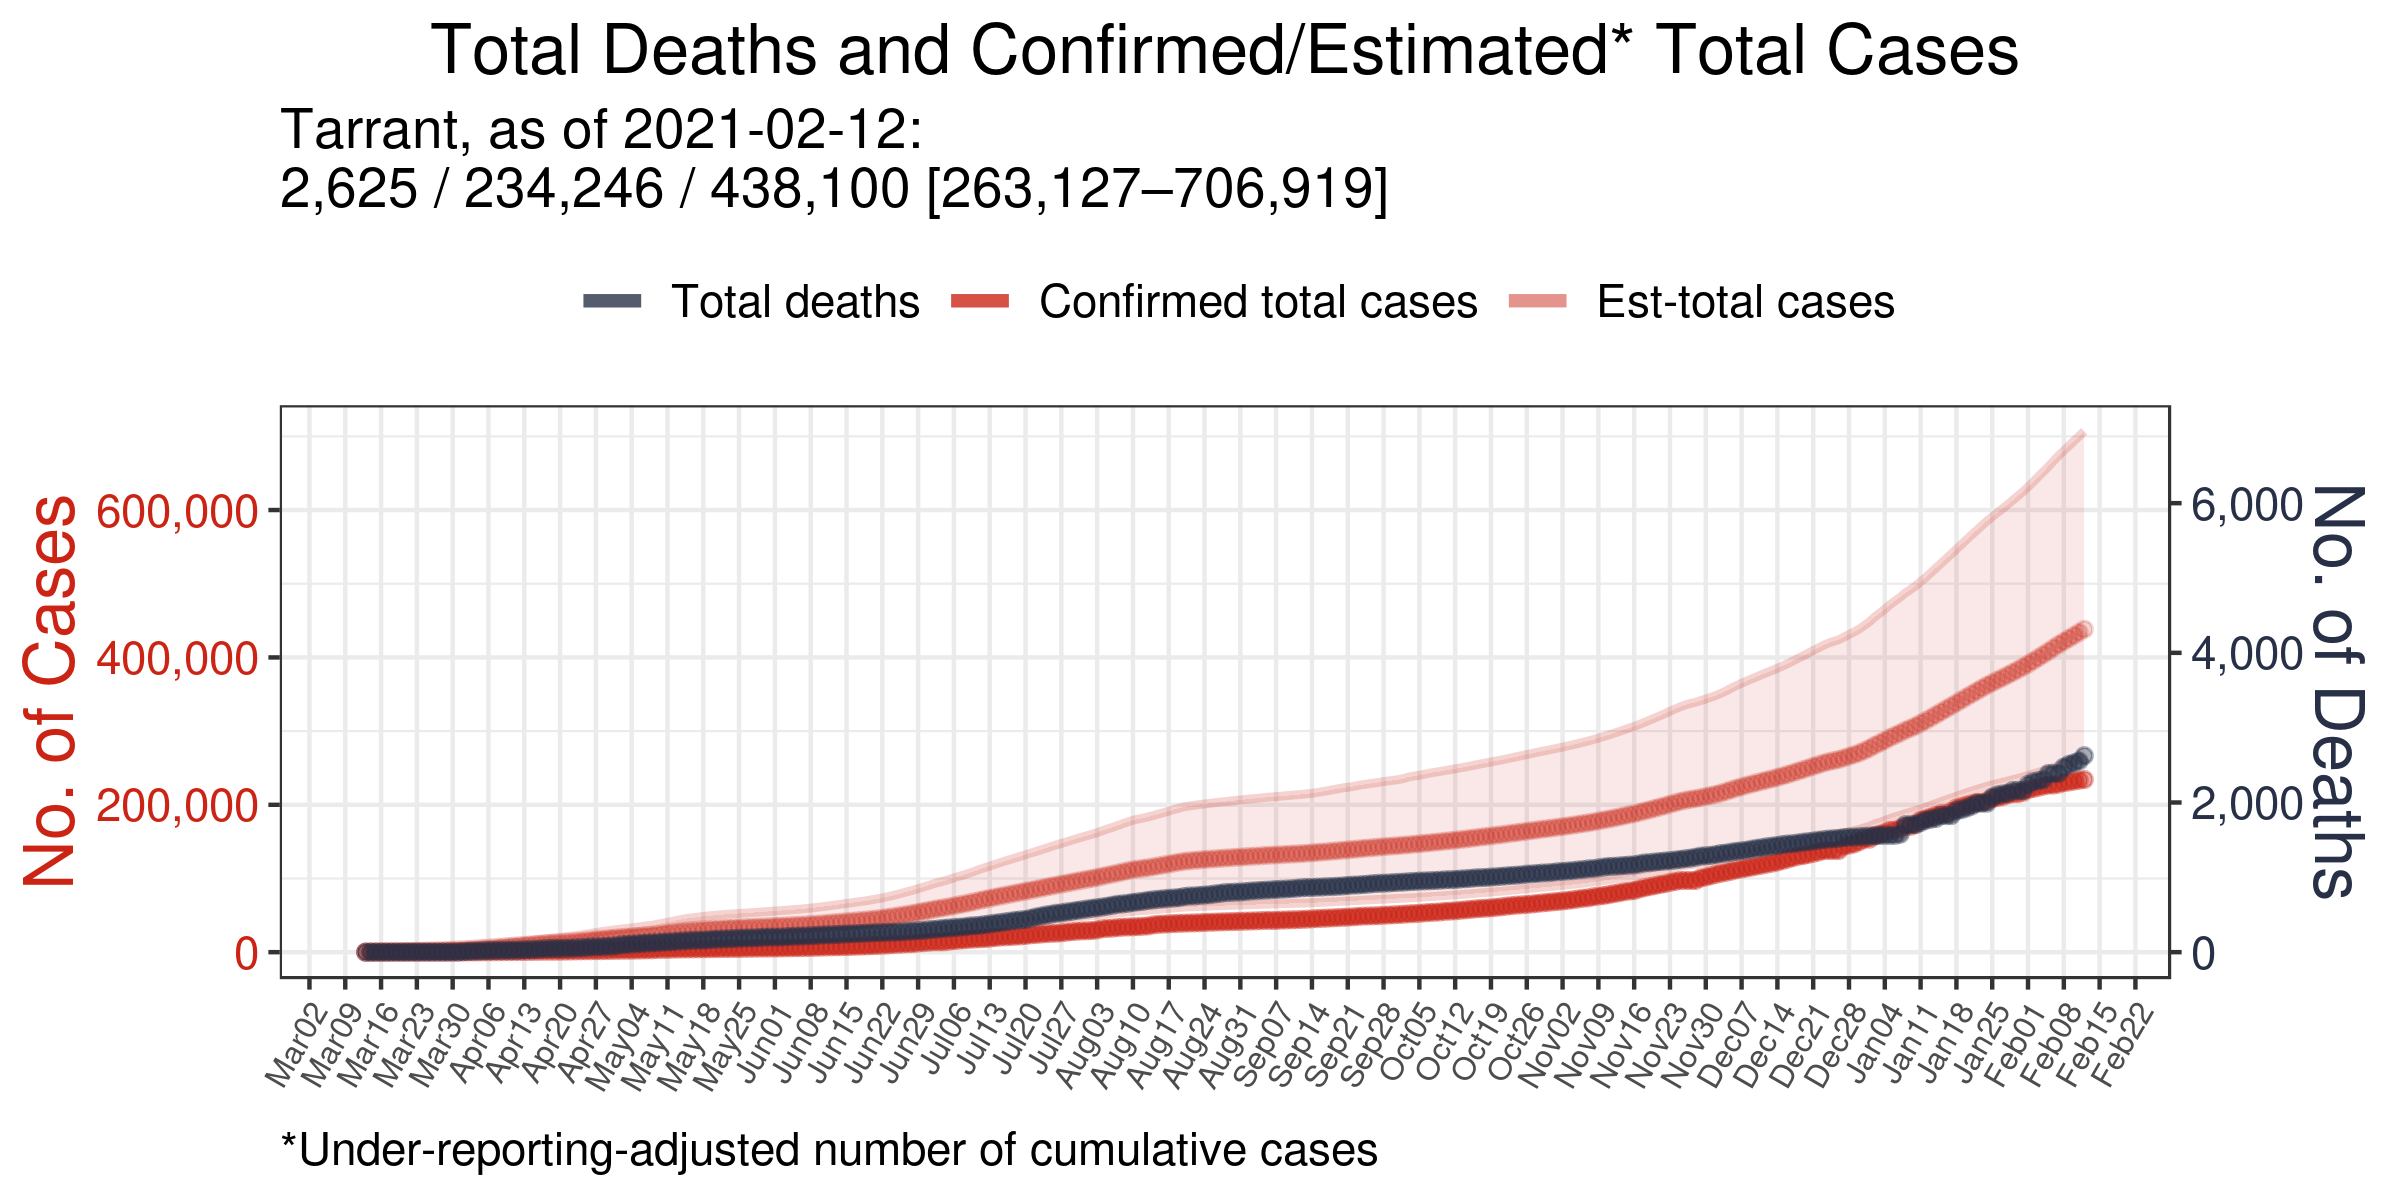 Total Deaths and Confirmed/Estimated* Total Cases
Tarrant, as of 2021-02-12:
2,625 / 234,246 / 438,100 [263,127–706,919]
Total deaths
Confirmed total cases
Est-total cases
No. of Cases
600,000
400,000
200,000
0
6,000
4,000
2,000
0
No. of Deaths
Mar02
Mar09
Mar16
Mar23
Mar30
Apr06
Apr13
Apr20
Apr27
May04
May11
May18
May25
Jun01
Jun08
Jun15
Jun22
Jun29
Jul06
Jul13
Jul20
Jul27
Aug03
Aug10
Aug17
Aug24
Aug31
Sep07
Sep14
Sep21
Sep28
Oct05
Oct12
Oct19
Oct26
Nov02
Nov09
Nov16
Nov23
Nov30
Dec07
Dec14
Dec21
Dec28
Jan04
Jan11
Jan18
Jan25
Feb01
Feb08
Feb15
Feb22
*Under-reporting-adjusted number of cumulative cases